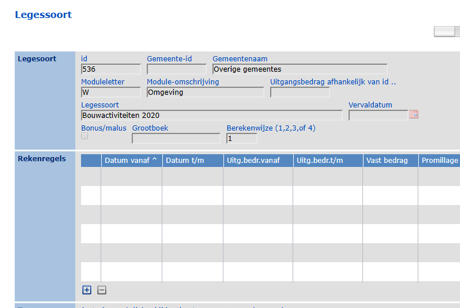 Legessoort
Legesoort
id Gemeente-id Gemeentenaam
536 Overige gemeentes
Moduleletter Module-omschrijving Uitgangsbedrag afhankelijk van id ..
W Omgeving
Legessoort Vervaldatum
Bouwactiviteiten 2020
Bonus/malus Grootboek Berekenwijze (1,2,3,of 4)
1
Rekenregels
Datum vanaf ^ Datum t/m Uitg.bedr.vanaf Uitg.bedr.t/m Vast bedrag Promillage